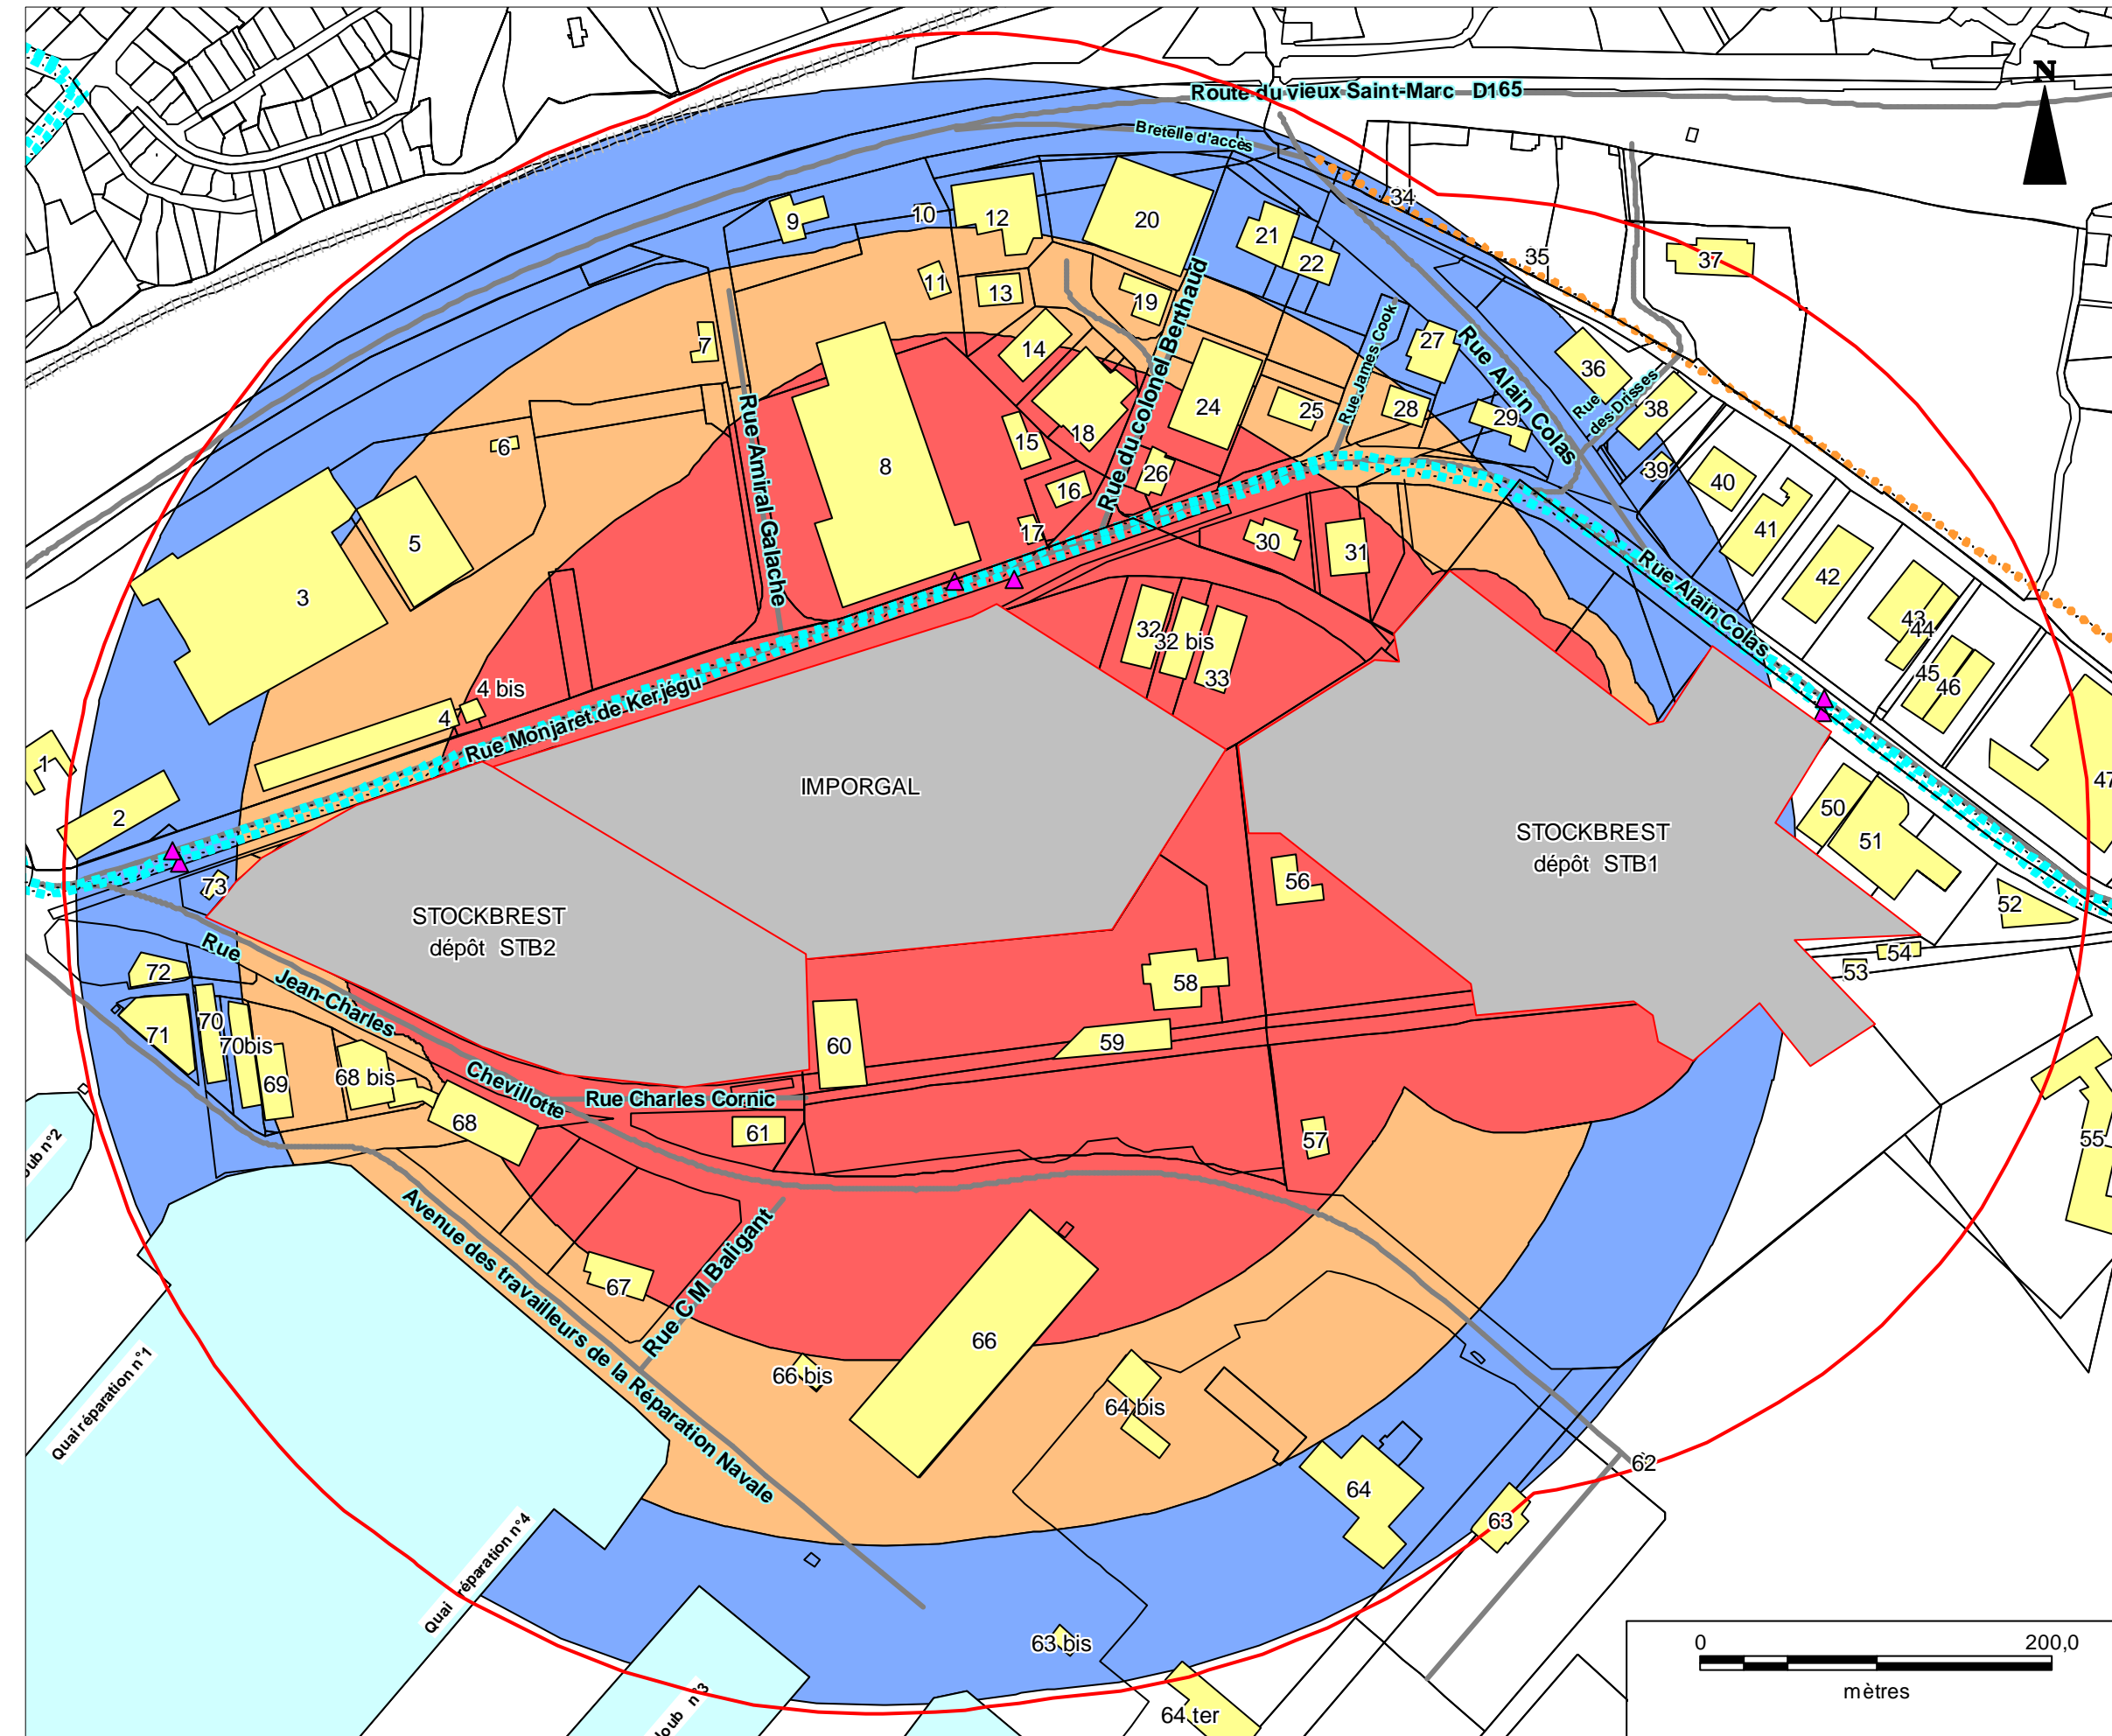 N
Route du vieux Saint-Marc D165
Bretelle d'accès
34
10
12
20
9
21
22
35
37
11
13
19
Rue du colonel Berthaud
Rue James Cook
7
14
27
Rue Alain Colas
36
Rue
des Drisses
38
Rue Amiral Galache
24
25
28
29
6
15
18
8
26
39
40
16
41
5
17
30
31
3
42
Rue Alain Colas
32
32 bis
33
43
44
45
46
4 bis
4
Rue Monjaret de Kerjégu
1
2
IMPORGAL
47
50
51
STOCKBREST
dépôt STB1
56
73
52
STOCKBREST
dépôt STB2
Rue
Jean-Charles
Chevillotte
54
53
72
58
71
70
70bis
69
68 bis
60
59
68
Rue Charles Cornic
61
57
55
oub n°2
Avenue des travailleurs de la Réparation Navale
Rue C M Baligant
67
66
66 bis
64 bis
Quai réparation n°1
64
62
63
Quai réparation n°4
63 bis
64 ter
loub n°3
0
200,0
mètres